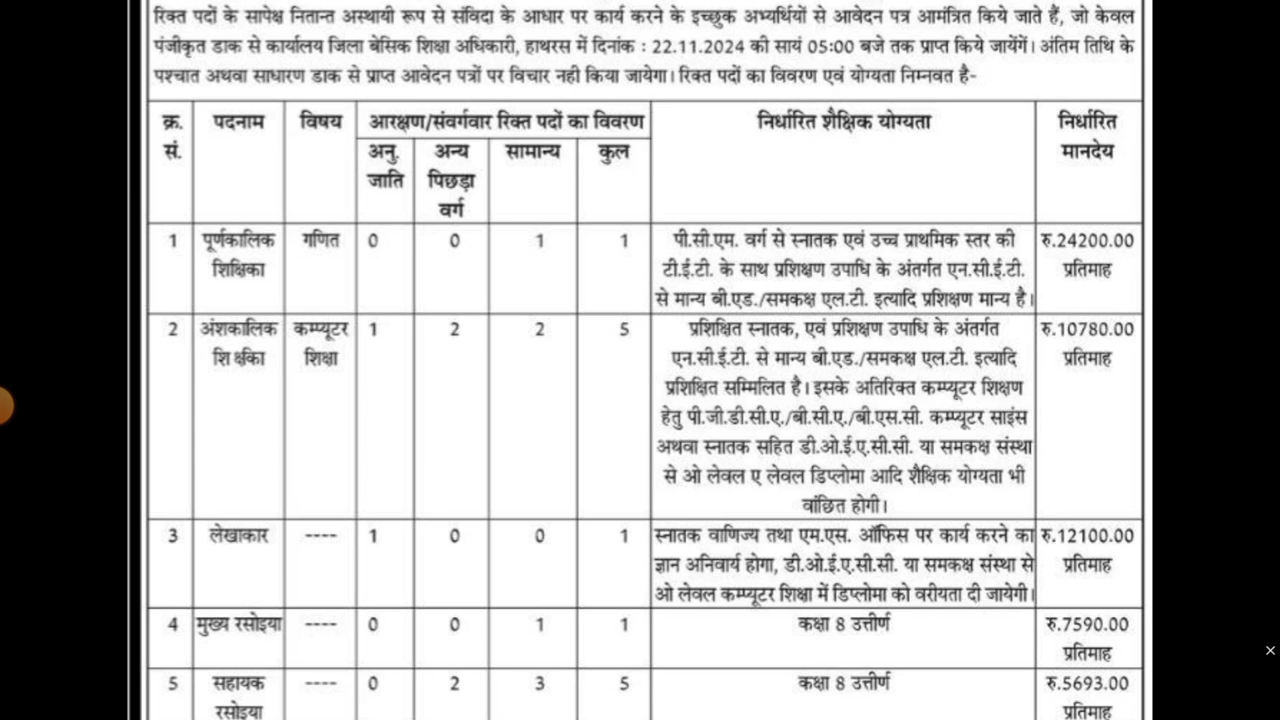 रिक्त पदों के सापेक्ष नितान्त अस्थायी रूप से संविदा के आधार पर कार्य करने के इच्छुक अभ्यर्थियों से आवेदन पत्र आमंत्रित किये जाते हैं, जो केवल
पंजीकृत डाक से कार्यालय जिला बेसिक शिक्षा अधिकारी, हाथरस में दिनांक : 22.11.2024 की सायं 05:00 बजे तक प्राप्त किये जायेंगें। अंतिम तिथि के
पश्चात अथवा साधारण डाक से प्राप्त आवेदन पत्रों पर विचार नही किया जायेगा। रिक्त पदों का विवरण एवं योग्यता निम्नवत है-
क्र. सं. पदनाम विषय आरक्षण/संवर्गवार रिक्त पदों का विवरण निर्धारित शैक्षिक योग्यता निर्धारित मानदेय
अनु. अन्य सामान्य कुल
जाति पिछड़ा
वर्ग
1 पूर्णकालिक गणित 0 0 1 1 पी.सी.एम. वर्ग से स्नातक एवं उच्च प्राथमिक स्तर की रु.24200.00
शिक्षिका टी.ई.टी. के साथ प्रशिक्षण उपाधि के अंतर्गत एन.सी.ई.टी. प्रतिमाह
से मान्य बी.एड./समकक्ष एल.टी. इत्यादि प्रशिक्षण मान्य है।
2 अंशकालिक कम्प्यूटर 1 2 2 5 प्रशिक्षित स्नातक, एवं प्रशिक्षण उपाधि के अंतर्गत रु.10780.00
शि र्क्षका शिक्षा एन.सी.ई.टी. से मान्य बी.एड./समकक्ष एल.टी. इत्यादि प्रतिमाह
प्रशिक्षित सम्मिलित है। इसके अतिरिक्त कम्प्यूटर शिक्षण
हेतु पी.जी.डी.सी.ए./बी.सी.ए./बी.एस.सी. कम्प्यूटर साइंस
अथवा स्नातक सहित डी.ओ.ई.ए.सी.सी. या समकक्ष संस्था
से ओ लेवल ए लेवल डिप्लोमा आदि शैक्षिक योग्यता भी
वांछित होगी।
3 लेखाकार ---- 1 0 0 1 स्नातक वाणिज्य तथा एम.एस. ऑफिस पर कार्य करने का रु.12100.00
ज्ञान अनिवार्य होगा, डी.ओ.ई.ए.सी.सी. या समकक्ष संस्था से प्रतिमाह
ओ लेवल कम्प्यूटर शिक्षा में डिप्लोमा को वरीयता दी जायेगी।
4 मुख्य रसोइया ---- 0 0 1 1 कक्षा 8 उत्तीर्ण रु.7590.00
प्रतिमाह
5 सहायक ---- 0 2 3 5 कक्षा 8 उत्तीर्ण रु.5693.00
रसोइया प्रतिमाह